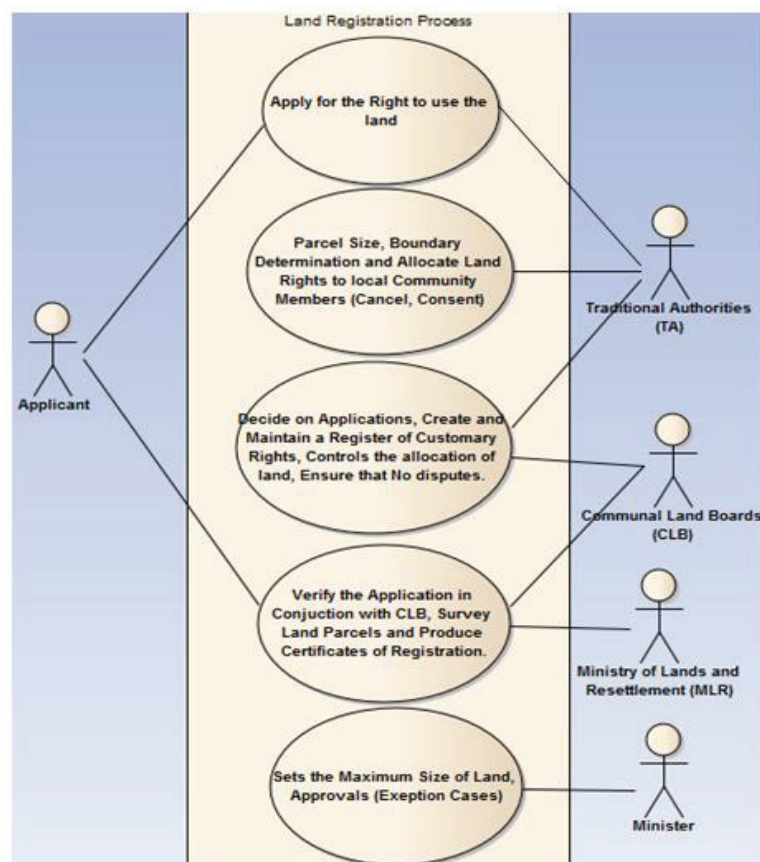 Land Registration Process
Apply for the Right to use the
land
Parcel Size, Boundary
Determination and Allocate Land
Rights to local Community
Members (Cancel, Consent)
Traditional Authorities
(TA)
Applicant
Decide on Applications, Create and
Maintain a Register of Customary
Rights, Controls the allocation of
land, Ensure that No disputes.
Communal Land Boards
(CLB)
Verify the Application in
Conjuction with CLB, Survey
Land Parcels and Produce
Certificates of Registration.
Ministry of Lands and
Resettlement (MLR)
Sets the Maximum Size of Land,
Approvals (Exeption Cases)
Minister